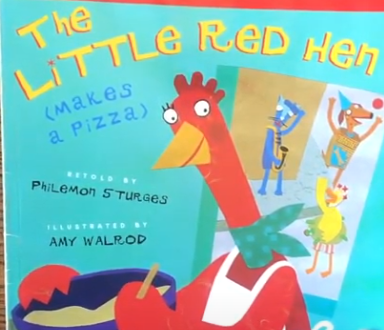 The
LiTTLE RED Hen
(Makes
a Pizza)
RETOLD BY
PHiLEMON STURGES
ILLUSTRATED BY
AMY WALROD